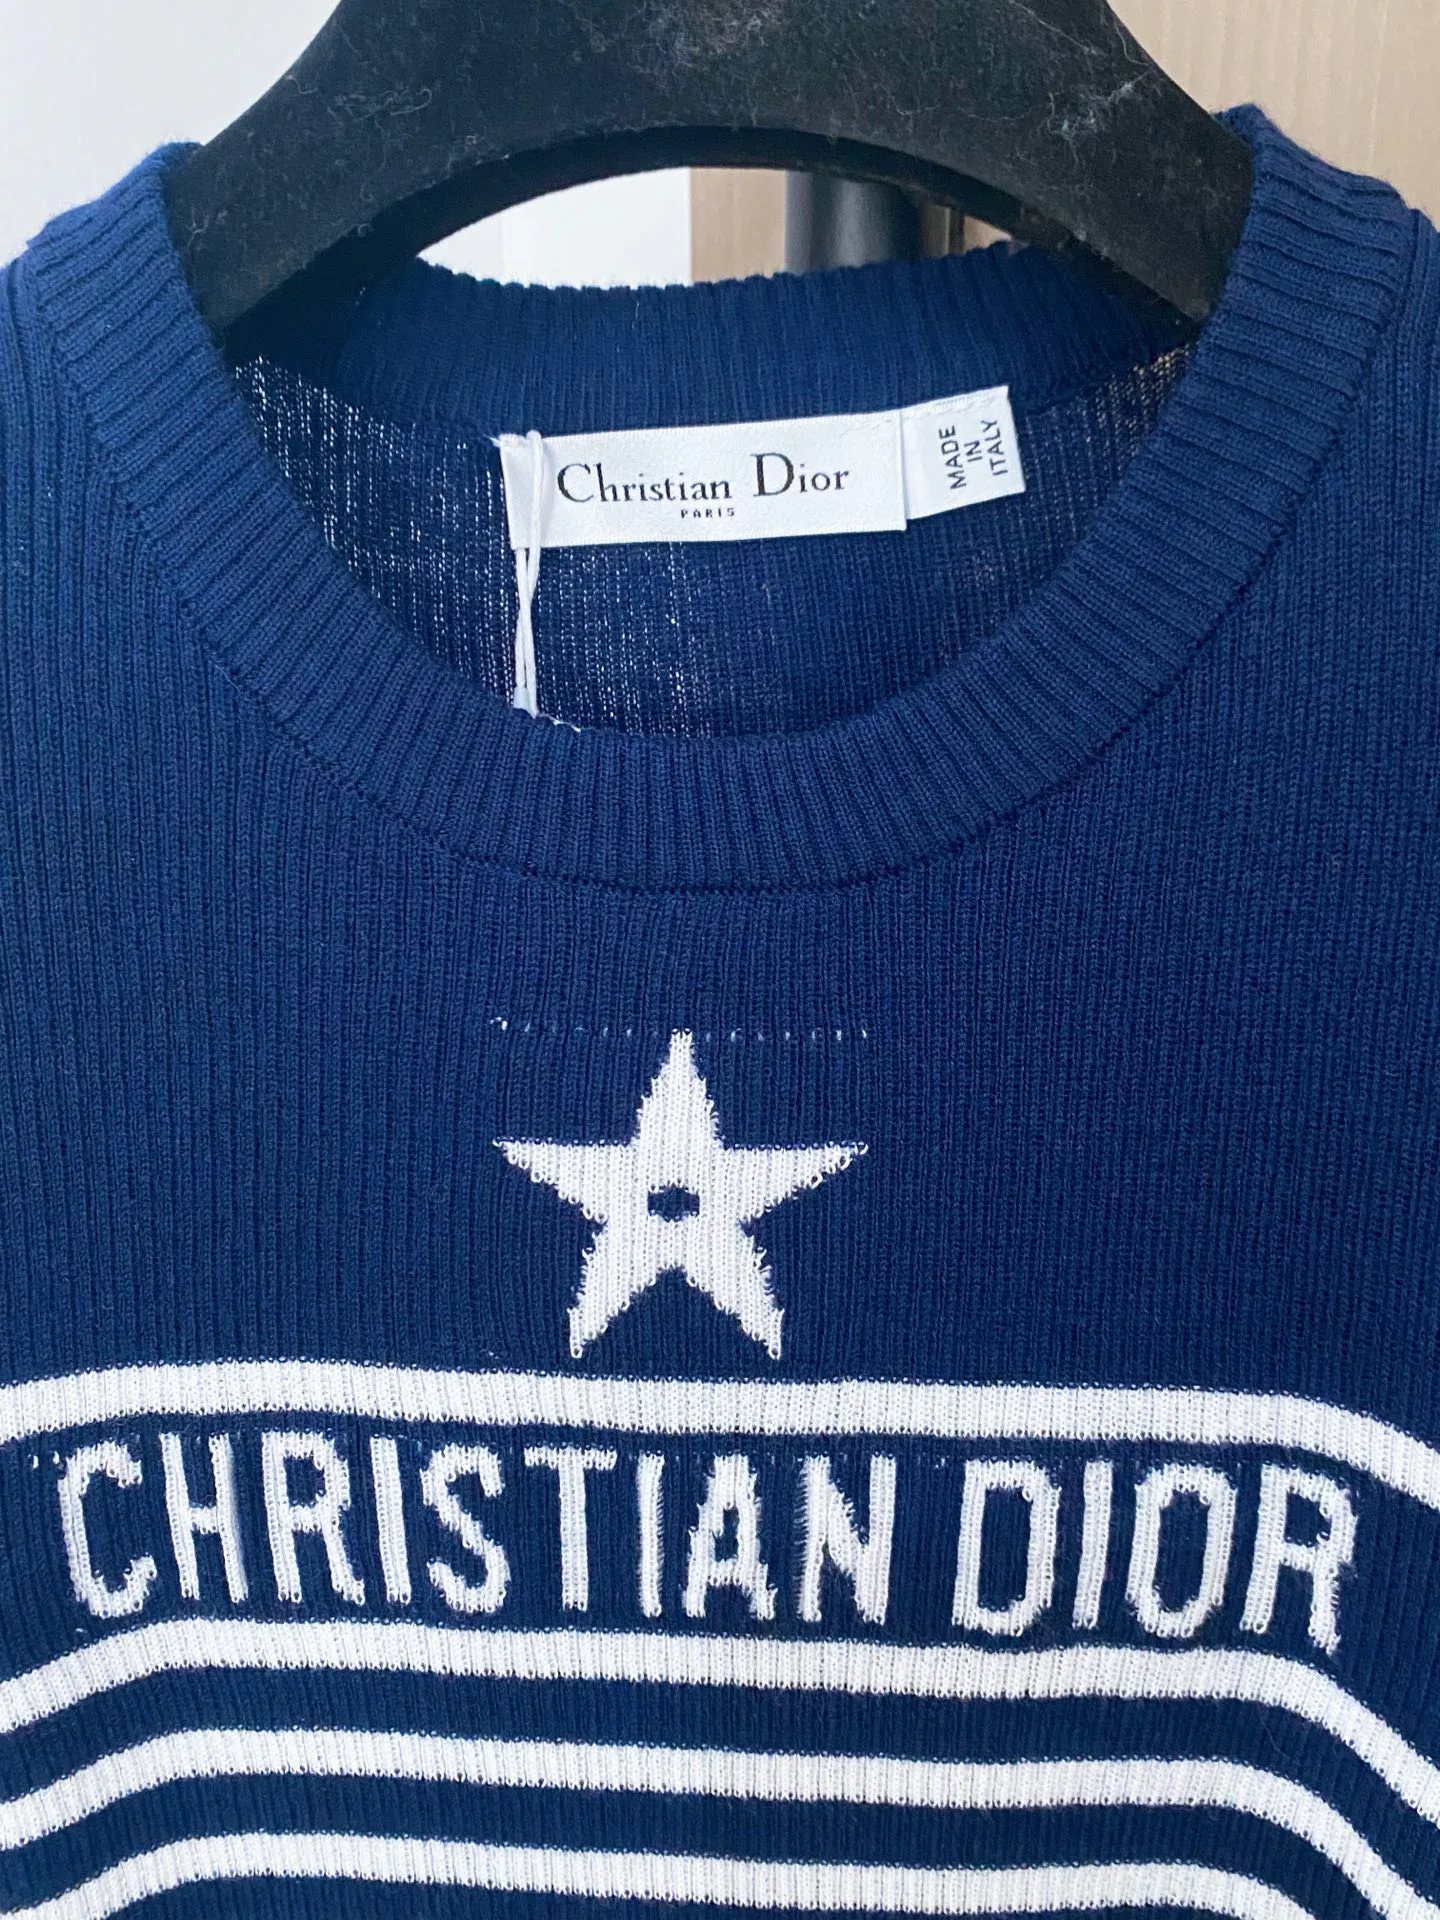 Christian Dior
PARIS
MADE
IN
ITALY
CHRISTIAN DIOR